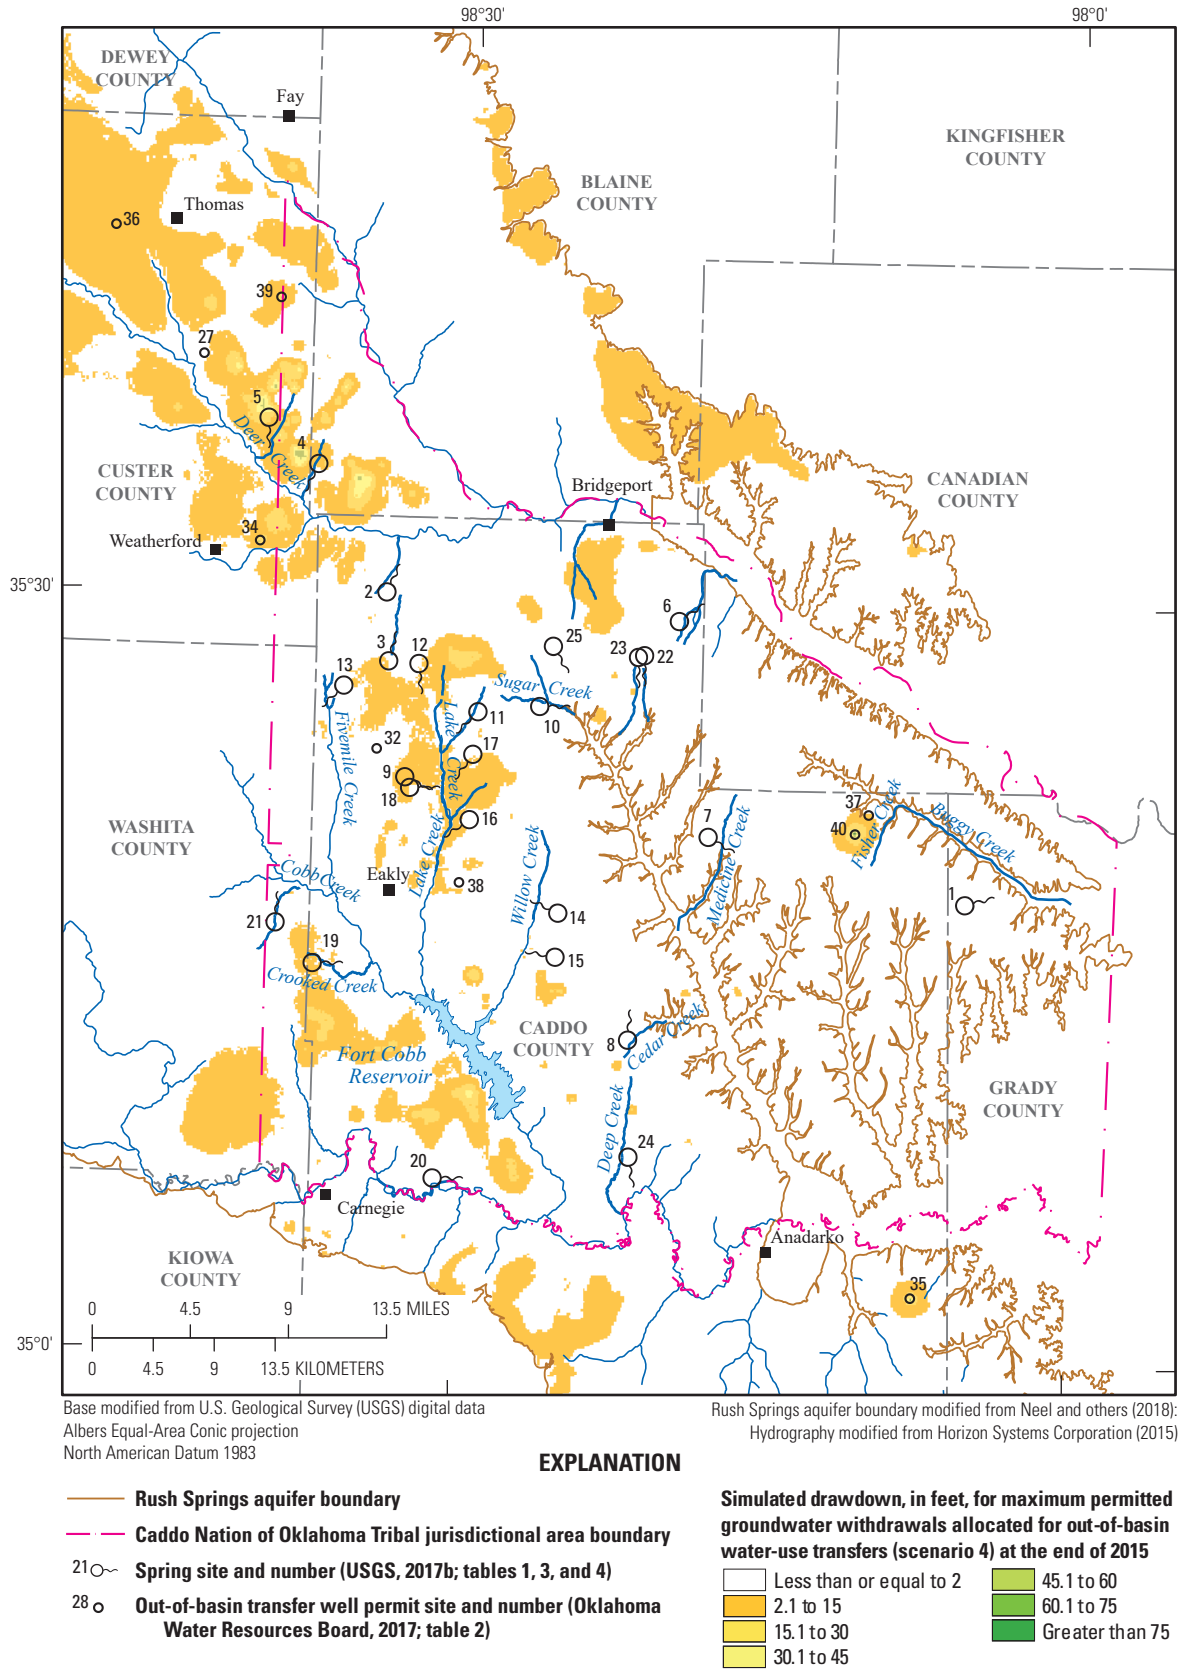 98°30'
98°0'
DEWEY
COUNTY
Fay
KINGFISHER
COUNTY
BLAINE
COUNTY
Thomas
36
39
27
5
Deer Creek
4
CUSTER
COUNTY
CANADIAN
COUNTY
Bridgeport
34
Weatherford
35°30'
2
6
25
23
22
3
12
13
Sugar Creek
10
11
Lake Creek
Fivemile Creek
32
17
9
18
16
7
37
40
Fisher Creek
Buggy Creek
WASHITA
COUNTY
Medicine Creek
Willow Creek
Lake Creek
Eakly
38
Cobb Creek
1
21
14
19
15
Crooked Creek
CADDO
COUNTY
8
Cedar Creek
Fort Cobb
Reservoir
GRADY
COUNTY
Deep Creek
24
20
Carnegie
Anadarko
KIOWA
COUNTY
35
0 4.5 9 13.5 MILES
0 4.5 9 13.5 KILOMETERS
35°0'
Base modified from U.S. Geological Survey (USGS) digital data
Albers Equal-Area Conic projection
North American Datum 1983
Rush Springs aquifer boundary modified from Neel and others (2018):
Hydrography modified from Horizon Systems Corporation (2015)
EXPLANATION
Rush Springs aquifer boundary
Caddo Nation of Oklahoma Tribal jurisdictional area boundary
21 Spring site and number (USGS, 2017b; tables 1, 3, and 4)
28 Out-of-basin transfer well permit site and number (Oklahoma
Water Resources Board, 2017; table 2)
Simulated drawdown, in feet, for maximum permitted
groundwater withdrawals allocated for out-of-basin
water-use transfers (scenario 4) at the end of 2015
Less than or equal to 2
2.1 to 15
15.1 to 30
30.1 to 45
45.1 to 60
60.1 to 75
Greater than 75